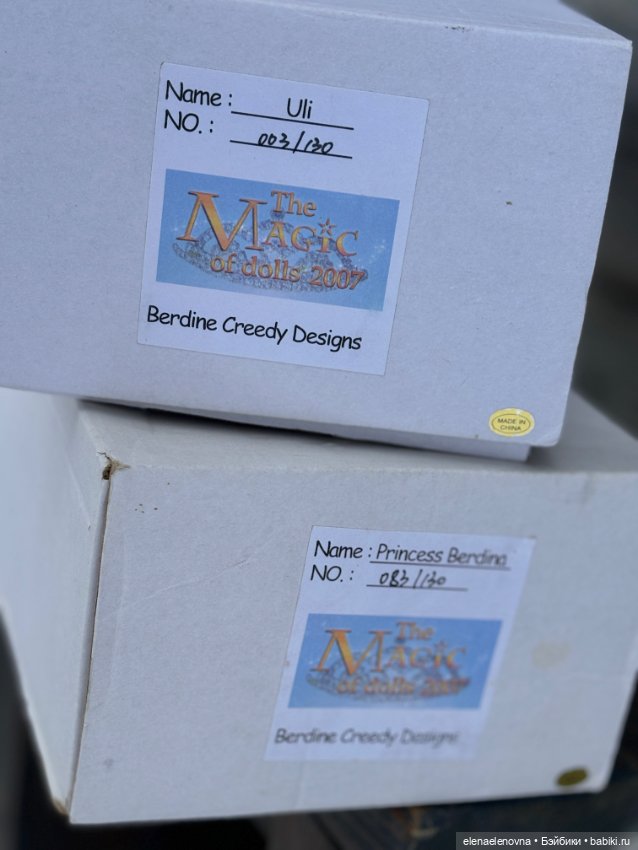 Name : Uli
NO. : 003/130
The
MAGIC
of dolls 2007
Berdine Creedy Designs
MADE IN
CHINA
Name : Princess Berdina
NO. : 083/130
The
MAGIC
of dolls 2007
Berdine Creedy Designs
elenaelenovna • Бэйбики • babiki.ru